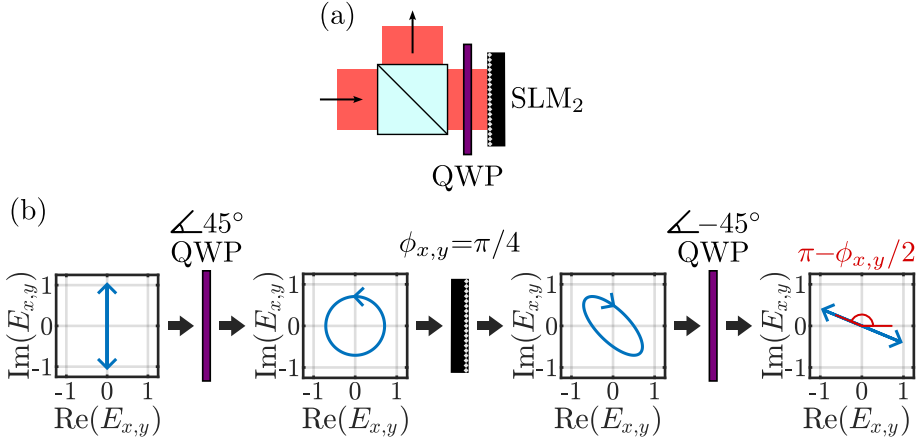 (a)
SLM₂
QWP
(b)
∡45°
QWP
ϕx,y=π/4
∡−45°
QWP
π−ϕx,y/2
Im(Ex,y)
1
0
-1
-1 0 1
Re(Ex,y)
Im(Ex,y)
1
0
-1
-1 0 1
Re(Ex,y)
Im(Ex,y)
1
0
-1
-1 0 1
Re(Ex,y)
Im(Ex,y)
1
0
-1
-1 0 1
Re(Ex,y)